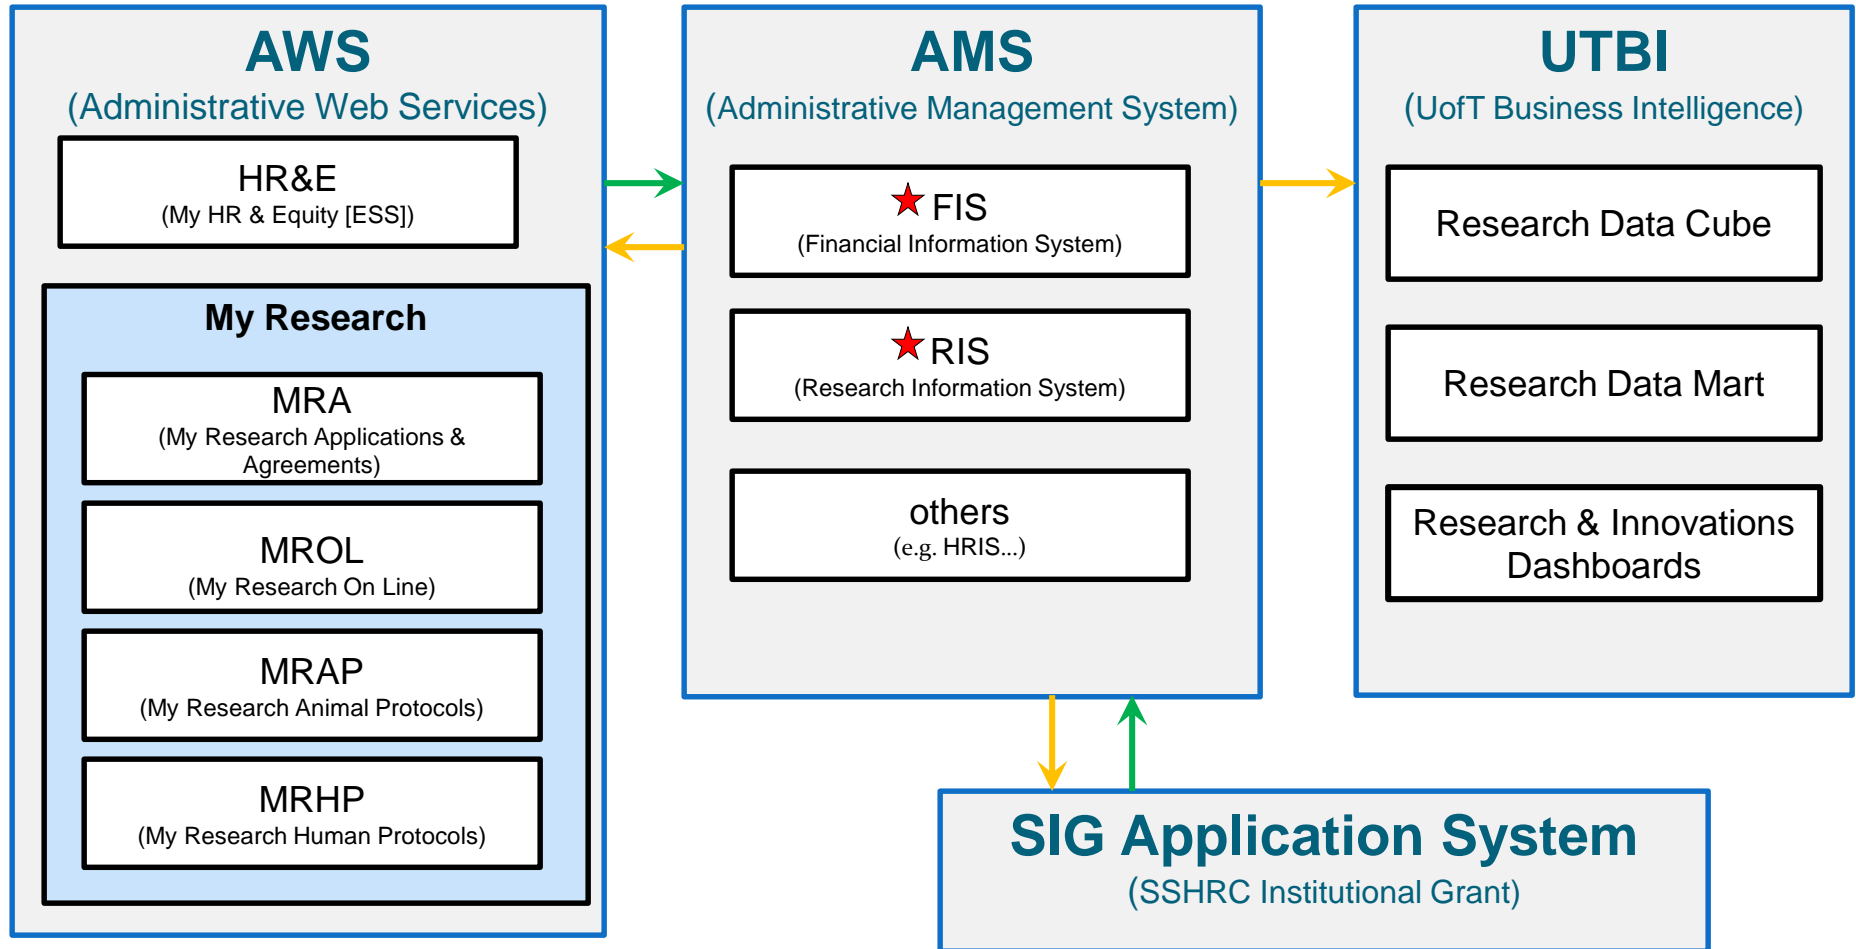 AWS
(Administrative Web Services)
HR&E
(My HR & Equity [ESS])
My Research
MRA
(My Research Applications &
Agreements)
MROL
(My Research On Line)
MRAP
(My Research Animal Protocols)
MRHP
(My Research Human Protocols)
AMS
(Administrative Management System)
FIS
(Financial Information System)
RIS
(Research Information System)
others
(e.g. HRIS...)
UTBI
(UofT Business Intelligence)
Research Data Cube
Research Data Mart
Research & Innovations
Dashboards
SIG Application System
(SSHRC Institutional Grant)